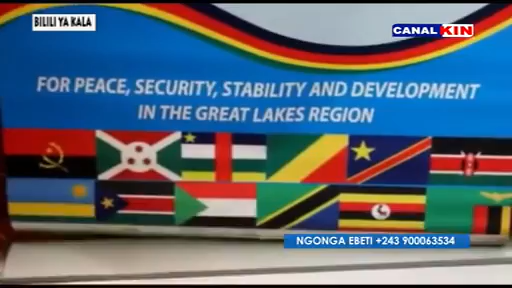 BILILI YA KALA
CANAL KIN
FOR PEACE, SECURITY, STABILITY AND DEVELOPMENT
IN THE GREAT LAKES REGION
NGONGA EBETI +243 900063534